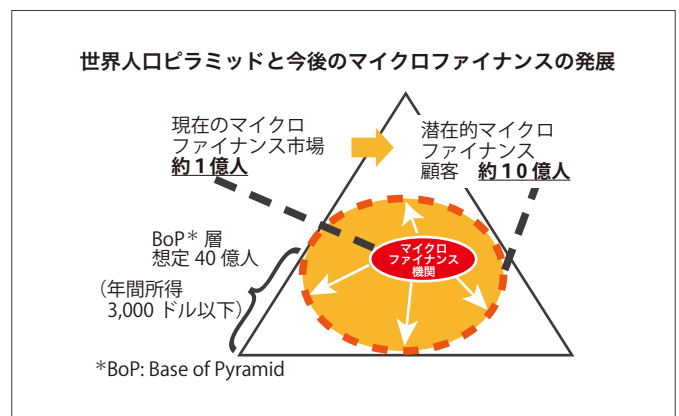 世界人口ピラミッドと今後のマイクロファイナンスの発展
現在のマイクロ
ファイナンス市場
約1億人
潜在的マイクロ
ファイナンス
顧客 約10億人
マイクロ
ファイナンス
機関
BoP* 層
想定 40 億人
(年間所得
3,000 ドル以下)
*BoP: Base of Pyramid